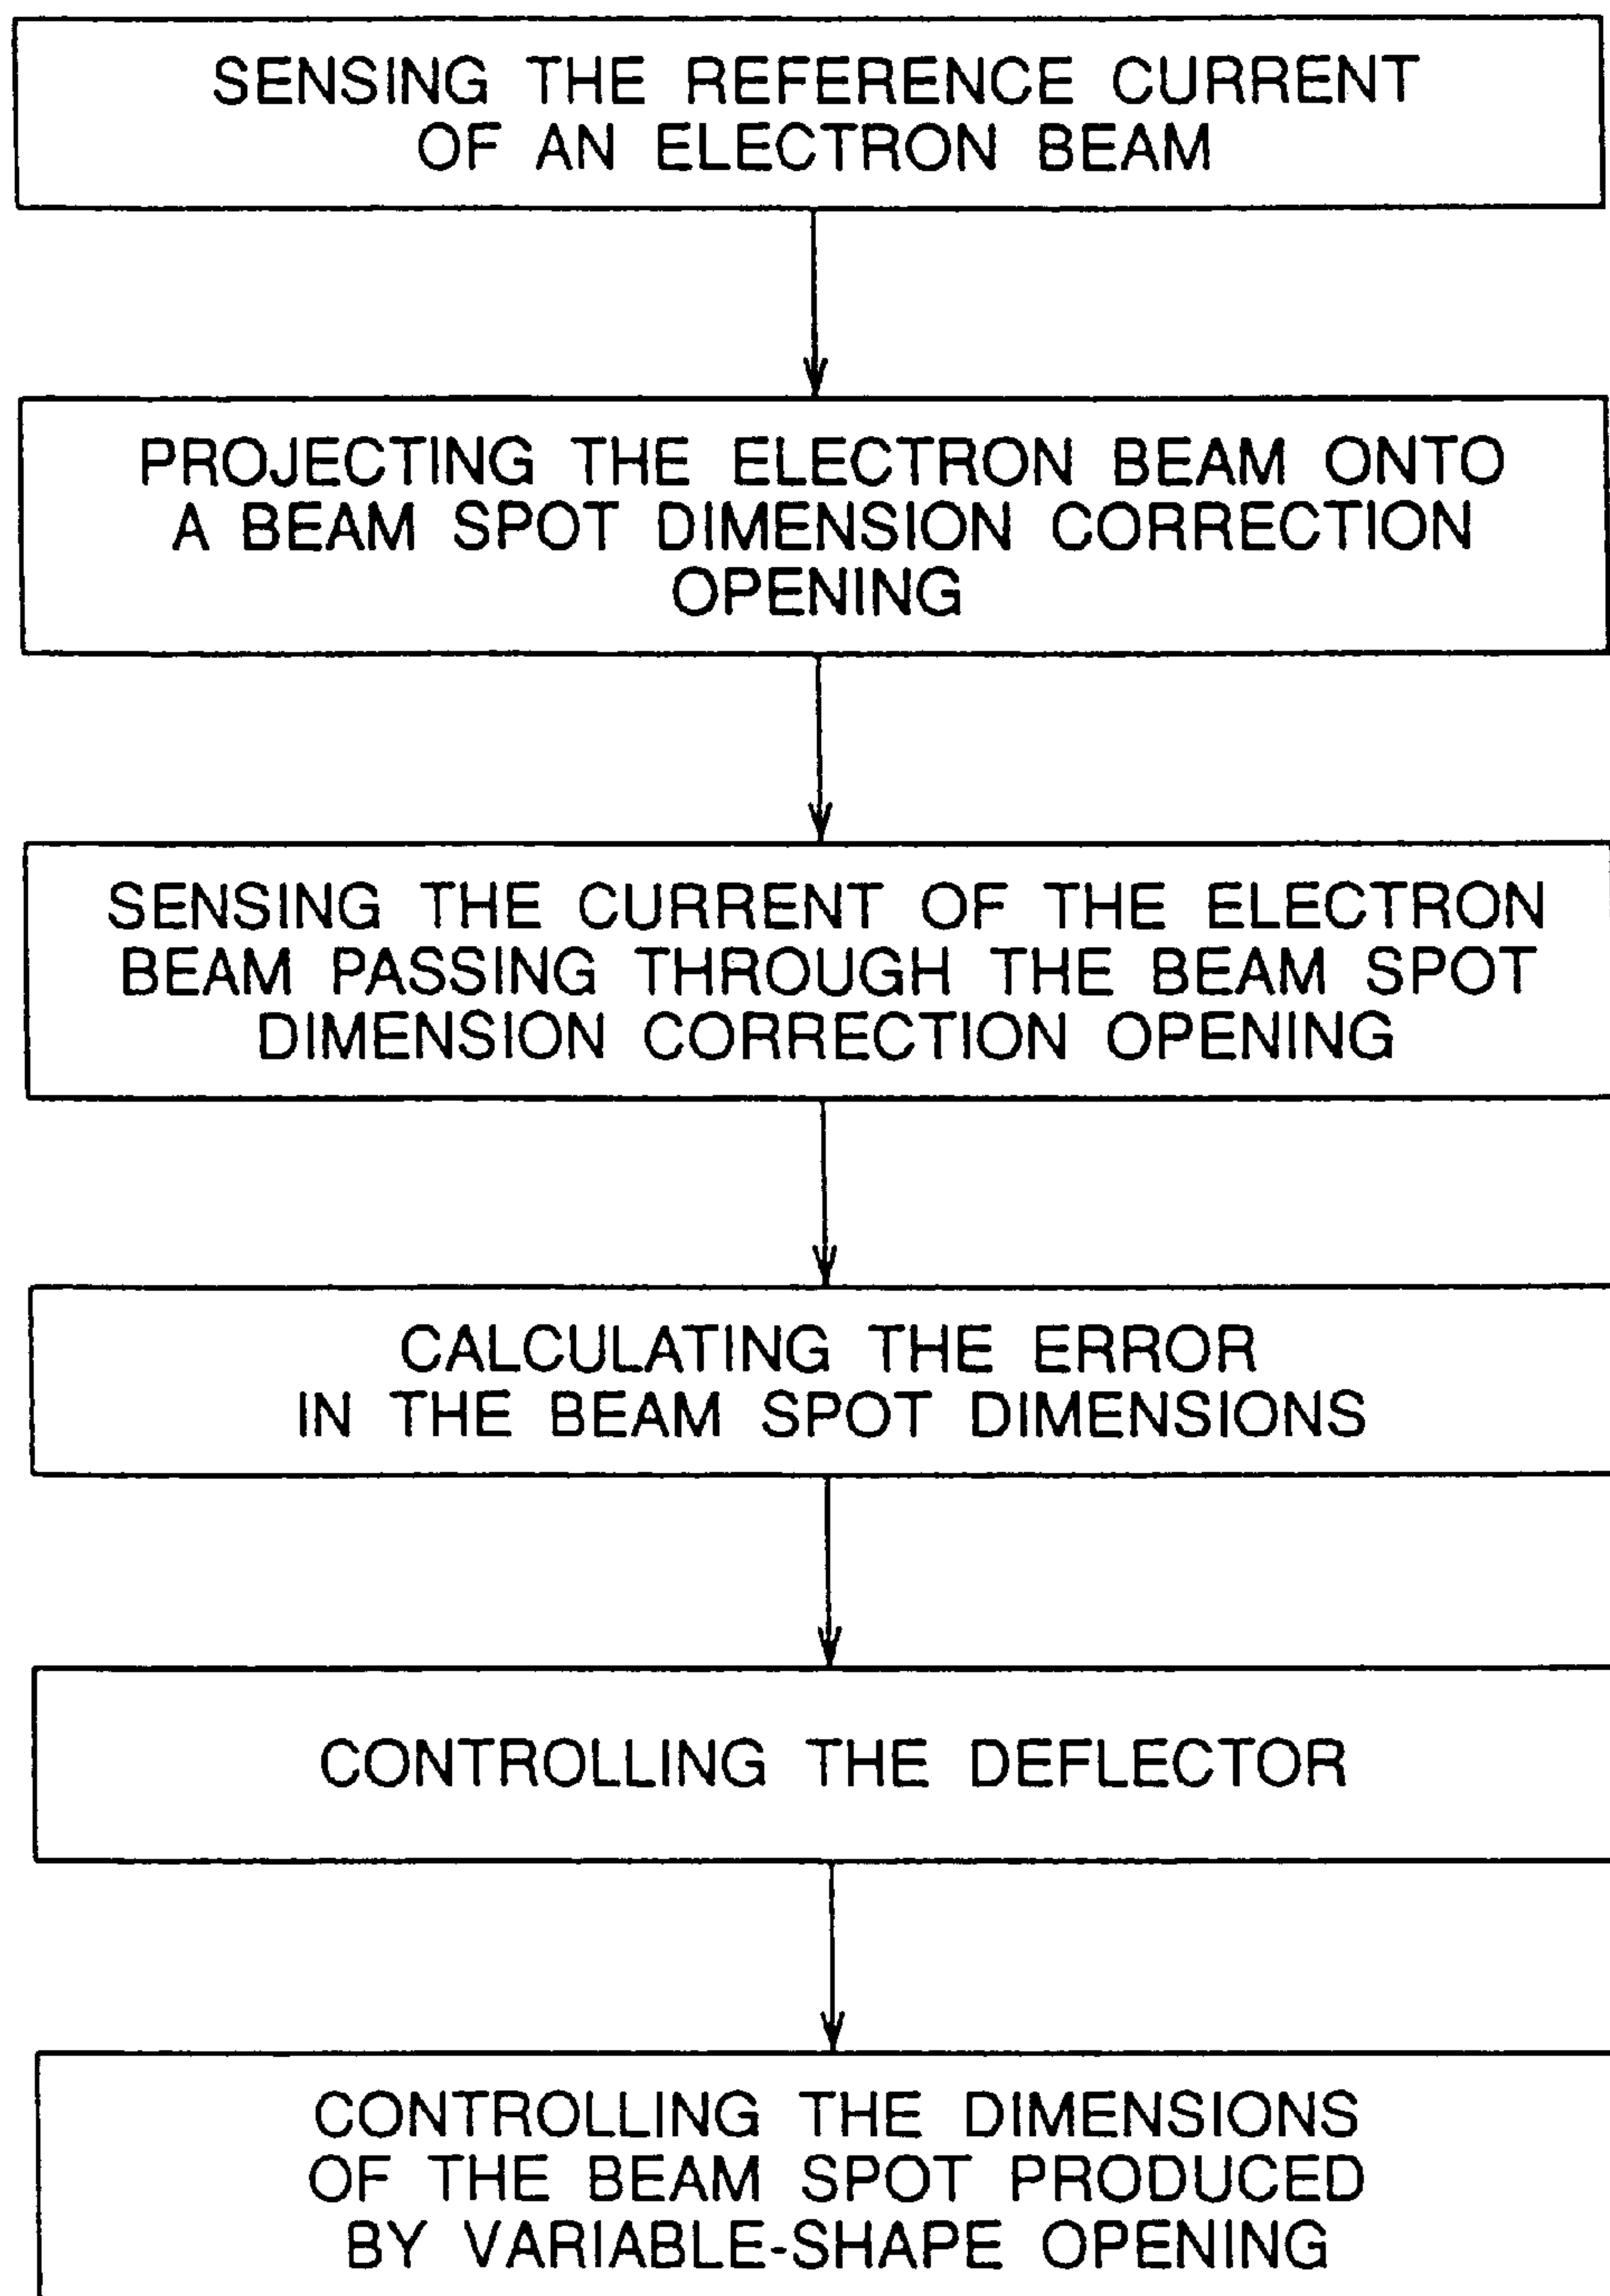 SENSING THE REFERENCE CURRENT
OF AN ELECTRON BEAM
PROJECTING THE ELECTRON BEAM ONTO
A BEAM SPOT DIMENSION CORRECTION
OPENING
SENSING THE CURRENT OF THE ELECTRON
BEAM PASSING THROUGH THE BEAM SPOT
DIMENSION CORRECTION OPENING
CALCULATING THE ERROR
IN THE BEAM SPOT DIMENSIONS
CONTROLLING THE DEFLECTOR
CONTROLLING THE DIMENSIONS
OF THE BEAM SPOT PRODUCED
BY VARIABLE-SHAPE OPENING